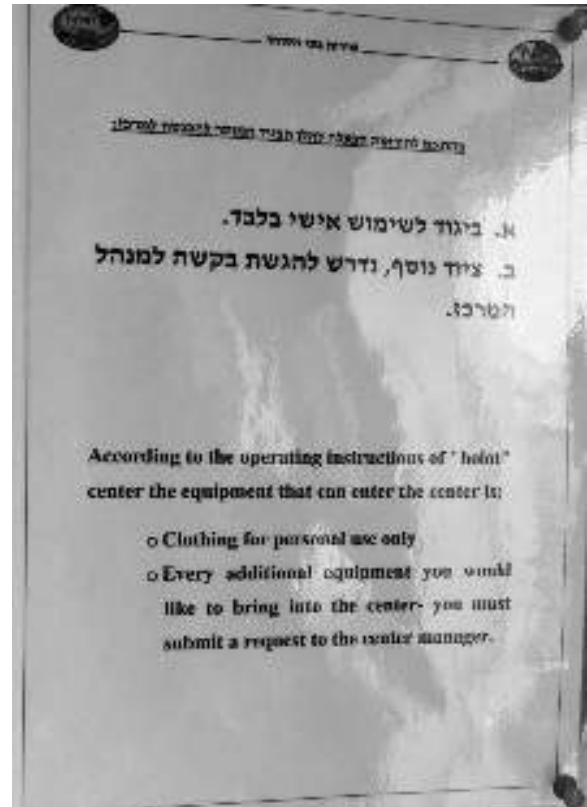 א. ביגוד לשימוש אישי בלבד.
ב. ציוד נוסף, נדרש להגשת בקשה למנהל
המרכז.
According to the operating instructions of "holot"
center the equipment that can enter the center is:
o Clothing for personal use only
o Every additional equipment you would
like to bring into the center- you must
submit a request to the center manager.